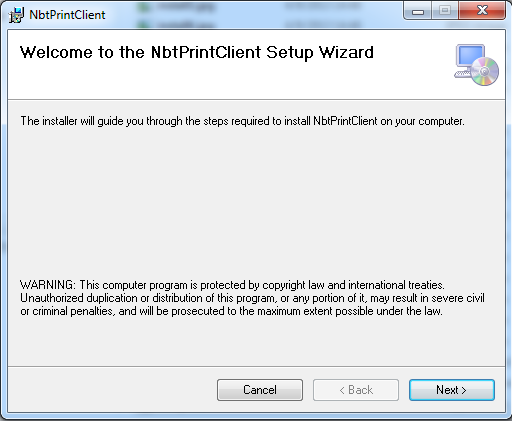 NbtPrintClient
Welcome to the NbtPrintClient Setup Wizard
The installer will guide you through the steps required to install NbtPrintClient on your computer.
WARNING: This computer program is protected by copyright law and international treaties.
Unauthorized duplication or distribution of this program, or any portion of it, may result in severe civil
or criminal penalties, and will be prosecuted to the maximum extent possible under the law.
Cancel
< Back
Next >